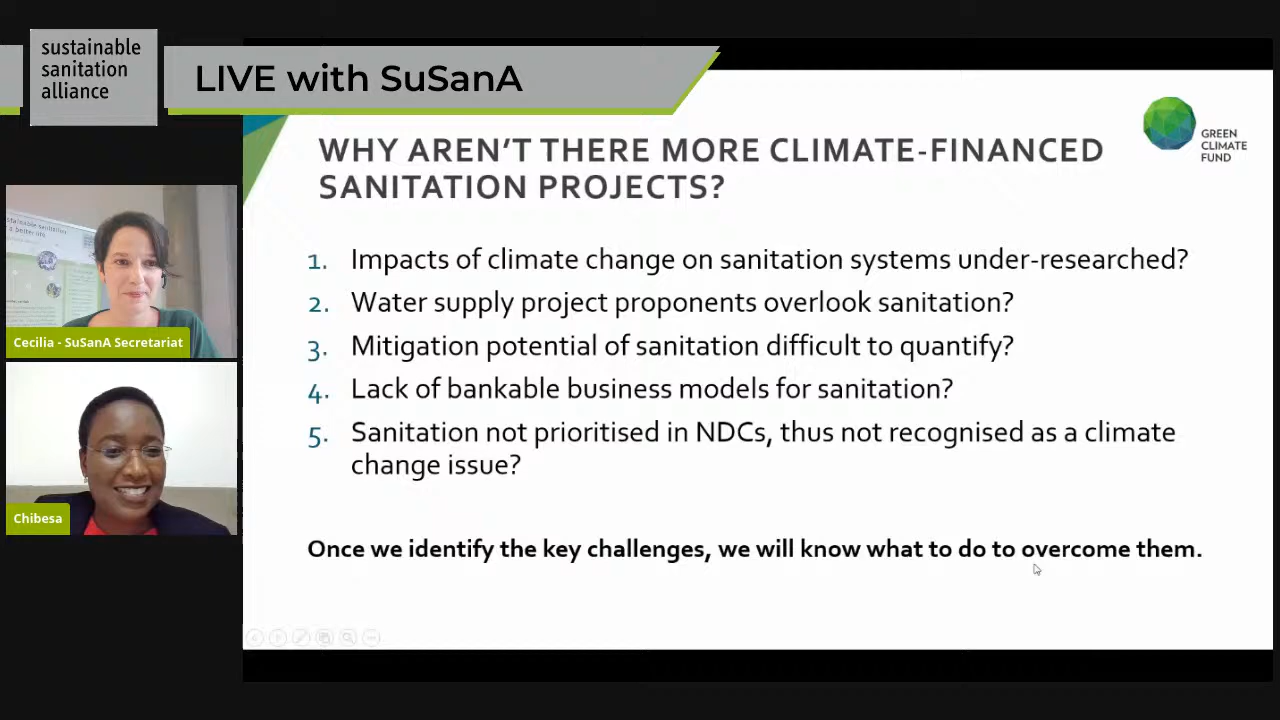 sustainable
sanitation
alliance
LIVE with SuSanA
WHY AREN'T THERE MORE CLIMATE-FINANCED
SANITATION PROJECTS?
GREEN
CLIMATE
FUND
1. Impacts of climate change on sanitation systems under-researched?
2. Water supply project proponents overlook sanitation?
3. Mitigation potential of sanitation difficult to quantify?
4. Lack of bankable business models for sanitation?
5. Sanitation not prioritised in NDCs, thus not recognised as a climate
change issue?
Once we identify the key challenges, we will know what to do to overcome them.
sanitation
better life
Cecilia - SuSanA Secretariat
Chibesa